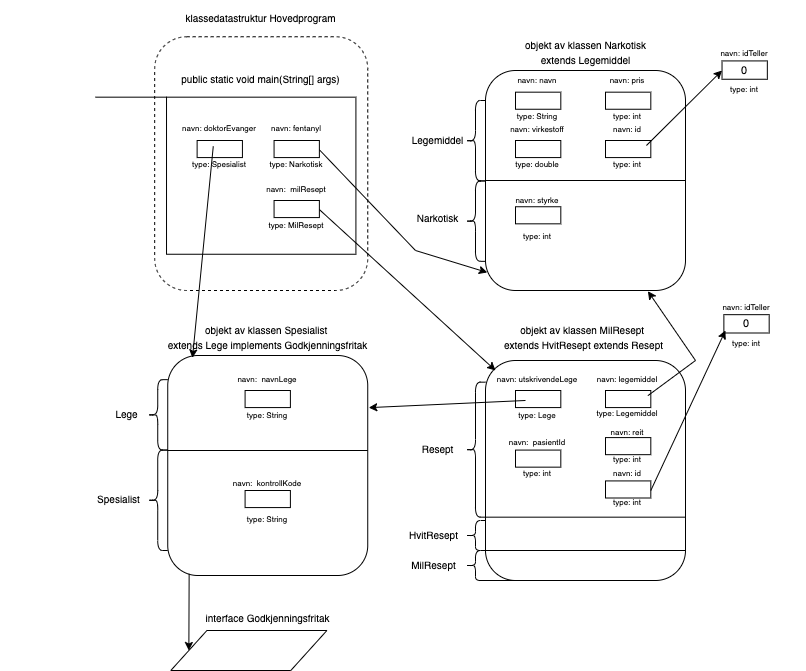 klassedatastruktur Hovedprogram
public static void main(String[] args)
navn: doktorEvanger
type: Spesialist
navn: fentanyl
type: Narkotisk
navn: milResept
type: MilResept
objekt av klassen Narkotisk
extends Legemiddel
Legemiddel
navn: navn
type: String
navn: pris
type: int
navn: virkestoff
type: double
navn: id
type: int
Narkotisk
navn: styrke
type: int
navn: idTeller
0
type: int
objekt av klassen Spesialist
extends Lege implements Godkjenningsfritak
Lege
navn: navnLege
type: String
Spesialist
navn: kontrollKode
type: String
interface Godkjenningsfritak
objekt av klassen MilResept
extends HvitResept extends Resept
Resept
navn: utskrivendeLege
type: Lege
navn: legemiddel
type: Legemiddel
navn: pasientId
type: int
navn: reit
type: int
navn: id
type: int
HvitResept
MilResept
navn: idTeller
0
type: int